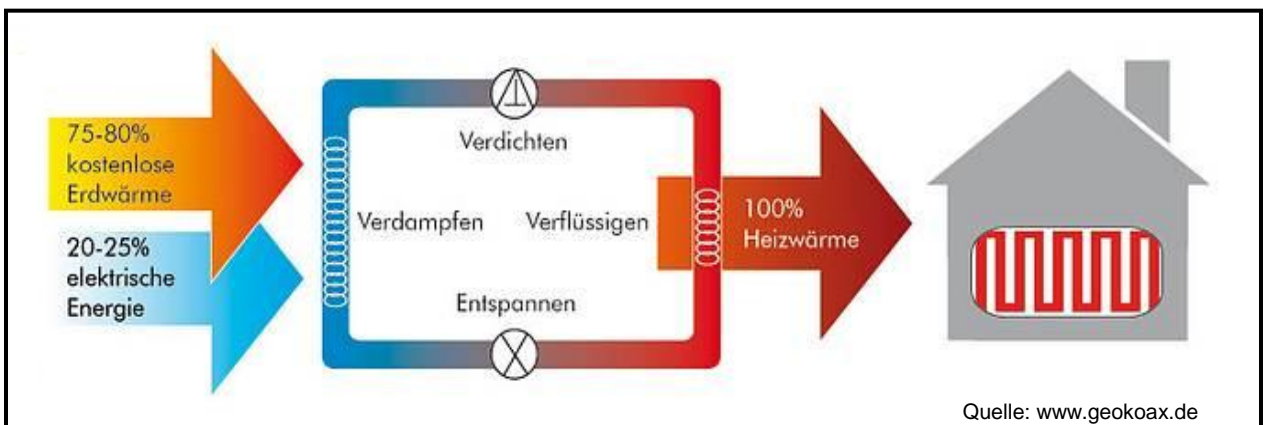 75-80%
kostenlose
Erdwärme
20-25%
elektrische
Energie
Verdichten
Verdampfen
Verflüssigen
Entspannen
100%
Heizwärme
Quelle: www.geokoax.de